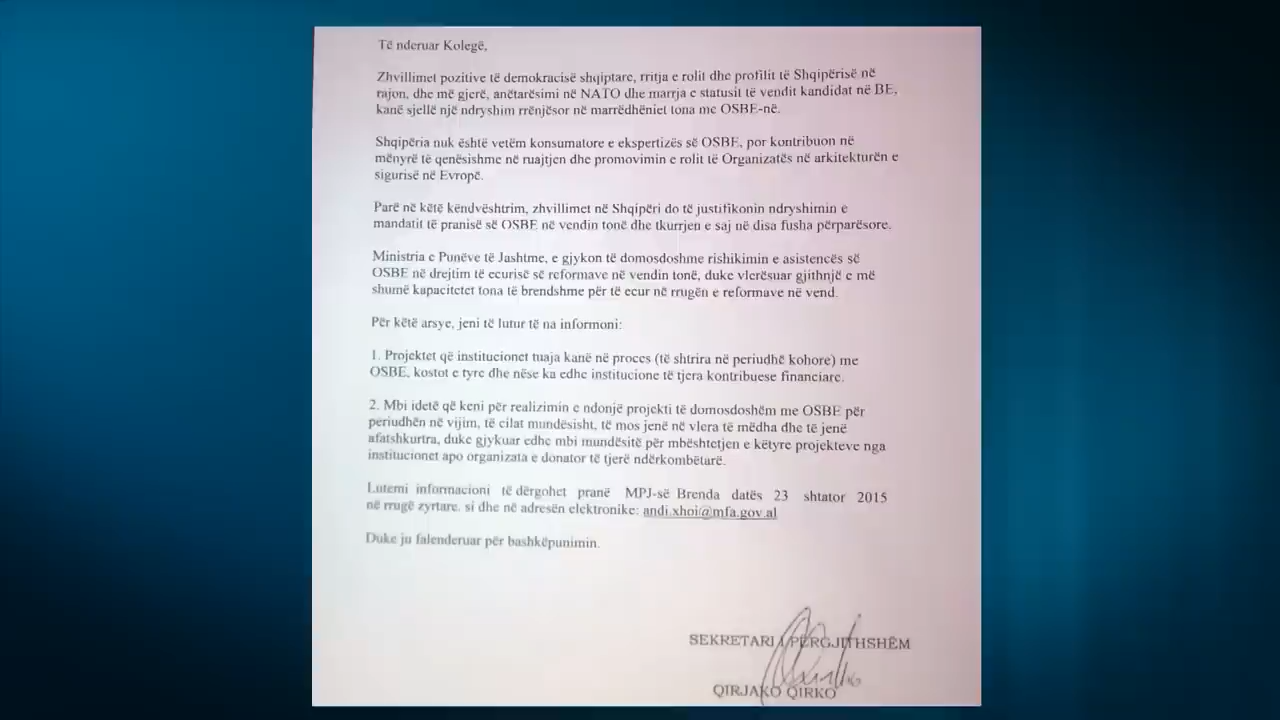 Të nderuar Kolegë,
Zhvillimet pozitive të demokracisë shqiptare, rritja e rolit dhe profilit të Shqipërisë në
rajon, dhe më gjerë, anëtarësimi në NATO dhe marrja e statusit të vendit kandidat në BE,
kanë sjellë një ndryshim rrënjësor në marrëdhëniet tona me OSBE-në.
Shqipëria nuk është vetëm konsumatore e ekspertizës së OSBE, por kontribuon në
mënyrë të qenësishme në ruajtjen dhe promovimin e rolit të Organizatës në arkitekturën e
sigurisë në Evropë.
Parë në këtë këndvështrim, zhvillimet në Shqipëri do të justifikonin ndryshimin e
mandatit të pranisë së OSBE në vendin tonë dhe tkurrjen e saj në disa fusha përparësore.
Ministria e Punëve të Jashtme, e gjykon të domosdoshme rishikimin e asistencës së
OSBE në drejtim të ecurisë së reformave në vendin tonë, duke vlerësuar gjithnjë e më
shumë kapacitetet tona të brendshme për të ecur në rrugën e reformave në vend.
Për këtë arsye, jeni të lutur të na informoni:
1. Projektet që institucionet tuaja kanë në proces (të shtrira në periudhë kohore) me
OSBE, kostot e tyre dhe nëse ka edhe institucione të tjera kontribuese financiare.
2. Mbi idetë që keni për realizimin e ndonjë projekti të domosdoshëm me OSBE për
periudhën në vijim, të cilat mundësisht, të mos jenë në vlera të mëdha dhe të jenë
afatshkurtra, duke gjykuar edhe mbi mundësitë për mbështetjen e këtyre projekteve nga
institucionet apo organizata e donator të tjerë ndërkombëtarë.
Lutemi informacioni të dërgohet pranë MPJ-së Brenda datës 23 shtator 2015
në rrugë zyrtare, si dhe në adresën elektronike: andi.xhoi@mfa.gov.al
Duke ju falenderuar për bashkëpunimin.
SEKRETARI I PËRGJITHSHËM
QIRJAKO QIRKO